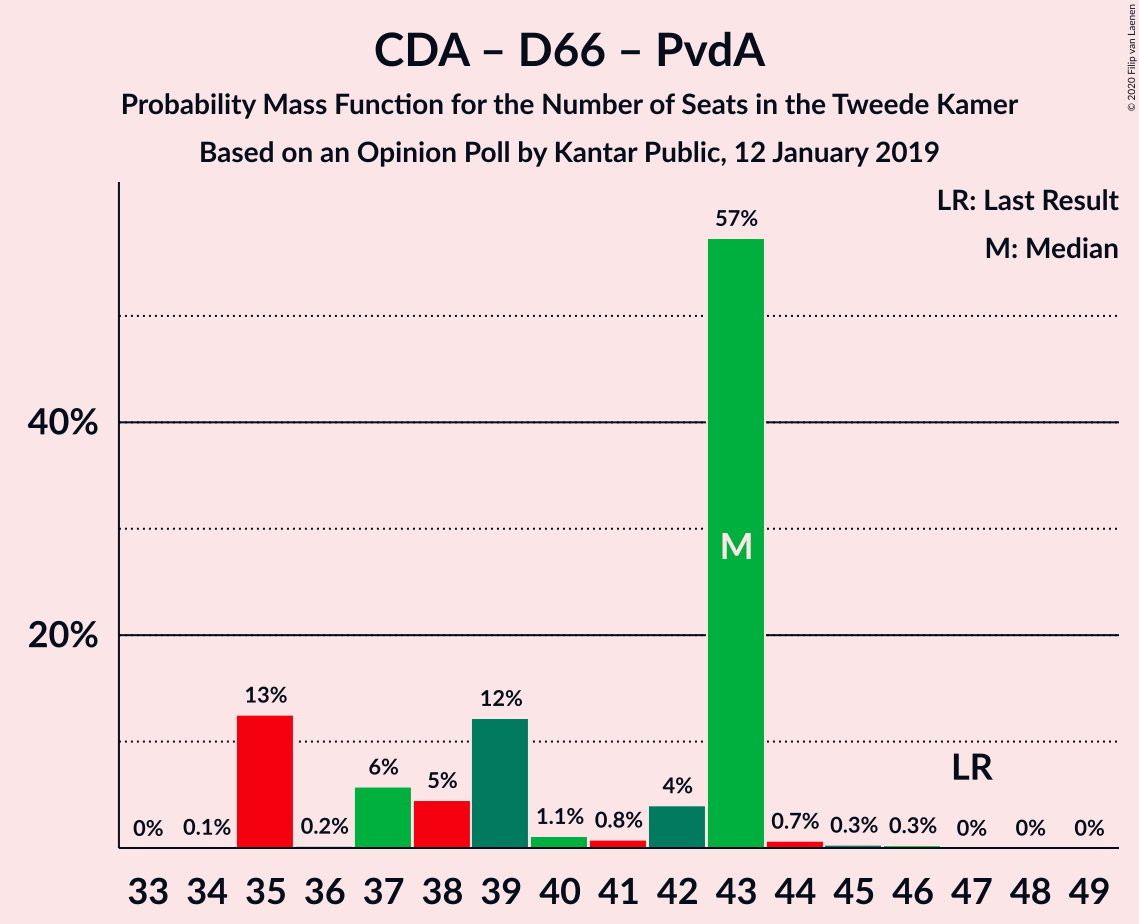 CDA – D66 – PvdA
Probability Mass Function for the Number of Seats in the Tweede Kamer
Based on an Opinion Poll by Kantar Public, 12 January 2019
© 2020 Filip van Laenen
LR: Last Result
M: Median
40%
20%
0% 0.1% 13% 0.2% 6% 5% 12% 1.1% 0.8% 4% 57% 0.7% 0.3% 0.3% 0% 0% 0%
M
LR
33 34 35 36 37 38 39 40 41 42 43 44 45 46 47 48 49